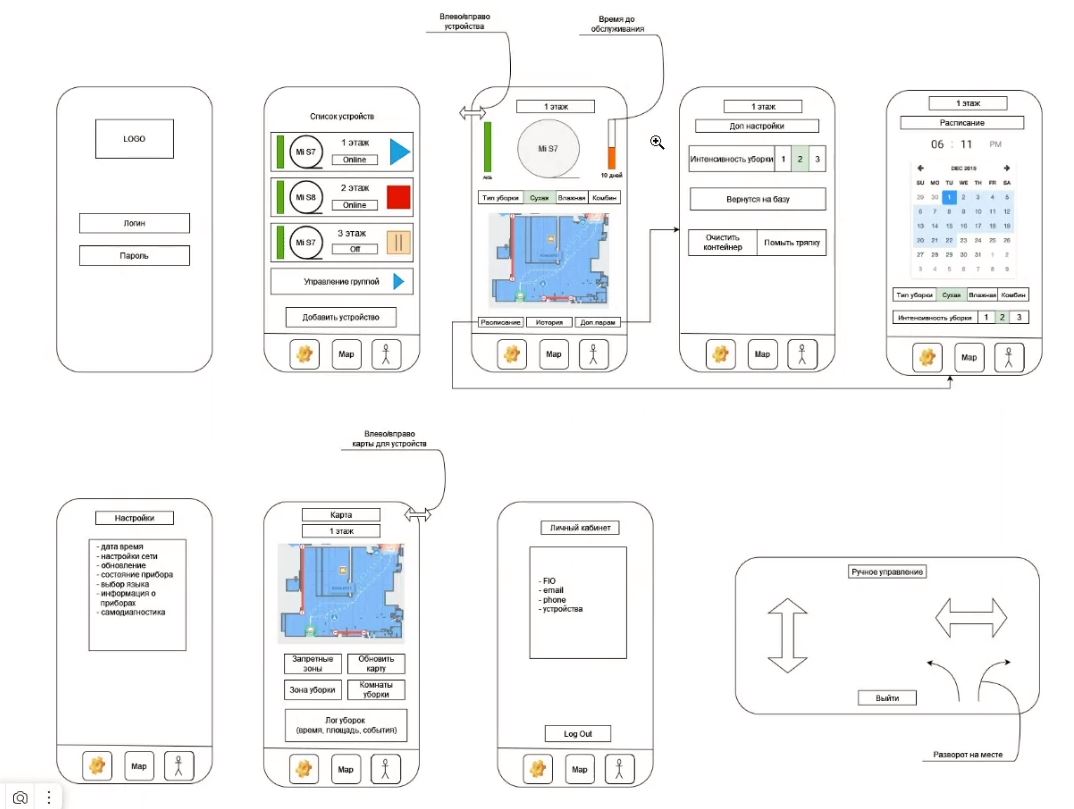 Влево/вправо
устройства
Время до
обслуживания
LOGO
Логин
Пароль
Список устройств
Mi S7
1 этаж
Online
Mi S8
2 этаж
Online
Mi S7
3 этаж
Off
Управление группой
Добавить устройство
Map
1 этаж
Mi S7
10 дней
Тип уборки Сухая Влажная Комбин
Расписание История Доп.парам
Map
1 этаж
Доп настройки
Интенсивность уборки 1 2 3
Вернутся на базу
Очистить
контейнер
Помыть тряпку
Map
1 этаж
Расписание
06 : 11 PM
DEC 2015
SU MO TU WE TH FR SA
29 30 1 2 3 4 5
6 7 8 9 10 11 12
13 14 15 16 17 18 19
20 21 22 23 24 25 26
27 28 29 30 31 1 2
3 4 5 6 7 8 9
Тип уборки Сухая Влажная Комбин
Интенсивность уборки 1 2 3
Map
Влево/вправо
карты для устройств
Настройки
- дата время
- настройки сети
- обновление
- состояние прибора
- выбор языка
- информация о
приборах
- самодиагностика
Map
Карта
1 этаж
Запретные
зоны
Обновить
карту
Зона уборки
Комнаты
уборки
Лог уборок
(время, площадь, события)
Map
Личный кабинет
- FIO
- email
- phone
- устройства
Log Out
Map
Ручное управление
Выйти
Разворот на месте